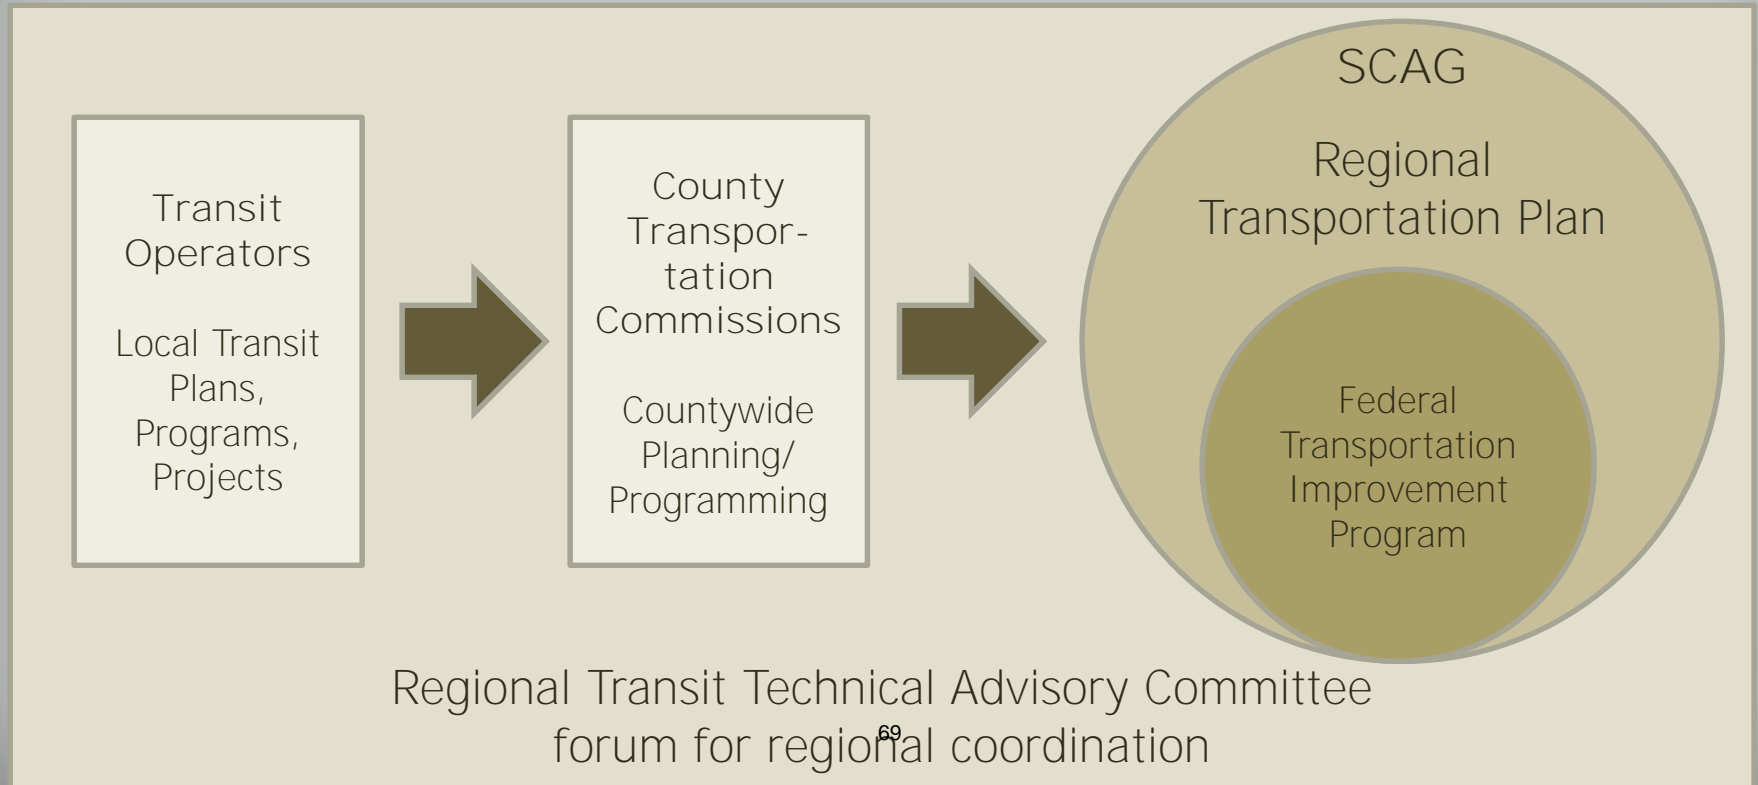 Transit
Operators
Local Transit
Plans,
Programs,
Projects
County
Transpor-
tation
Commissions
Countywide
Planning/
Programming
SCAG
Regional
Transportation Plan
Federal
Transportation
Improvement
Program
Regional Transit Technical Advisory Committee
forum for regional coordination
69